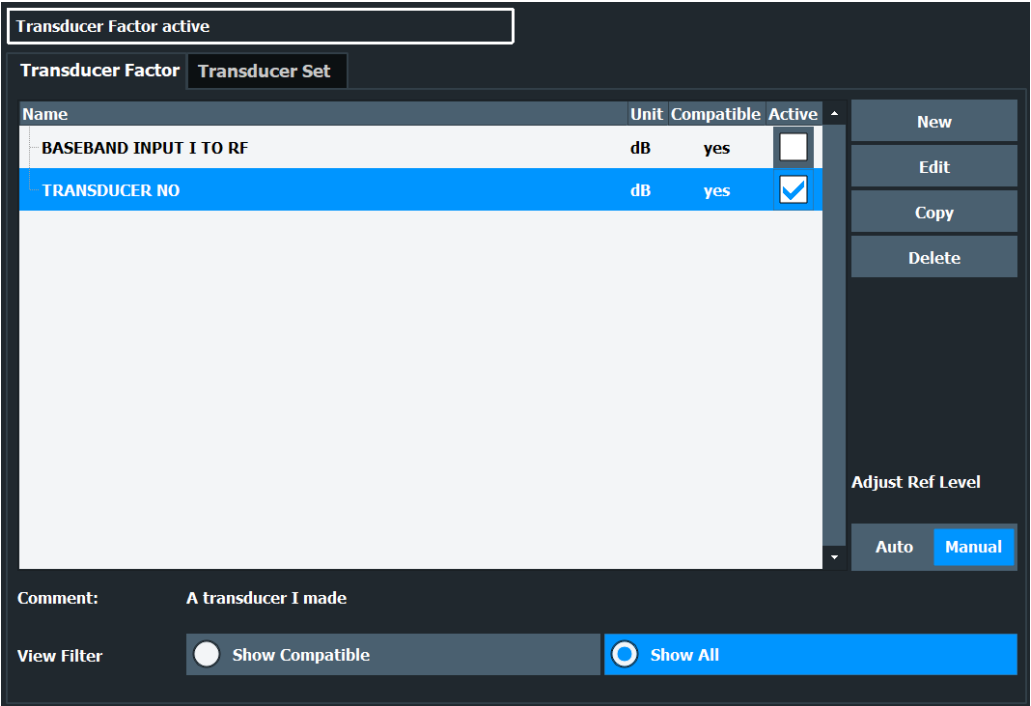 Transducer Factor active
Transducer Factor Transducer Set
Name Unit Compatible Active
BASEBAND INPUT I TO RF dB yes
TRANSDUCER NO dB yes
New
Edit
Copy
Delete
Adjust Ref Level
Auto Manual
Comment: A transducer I made
View Filter Show Compatible Show All